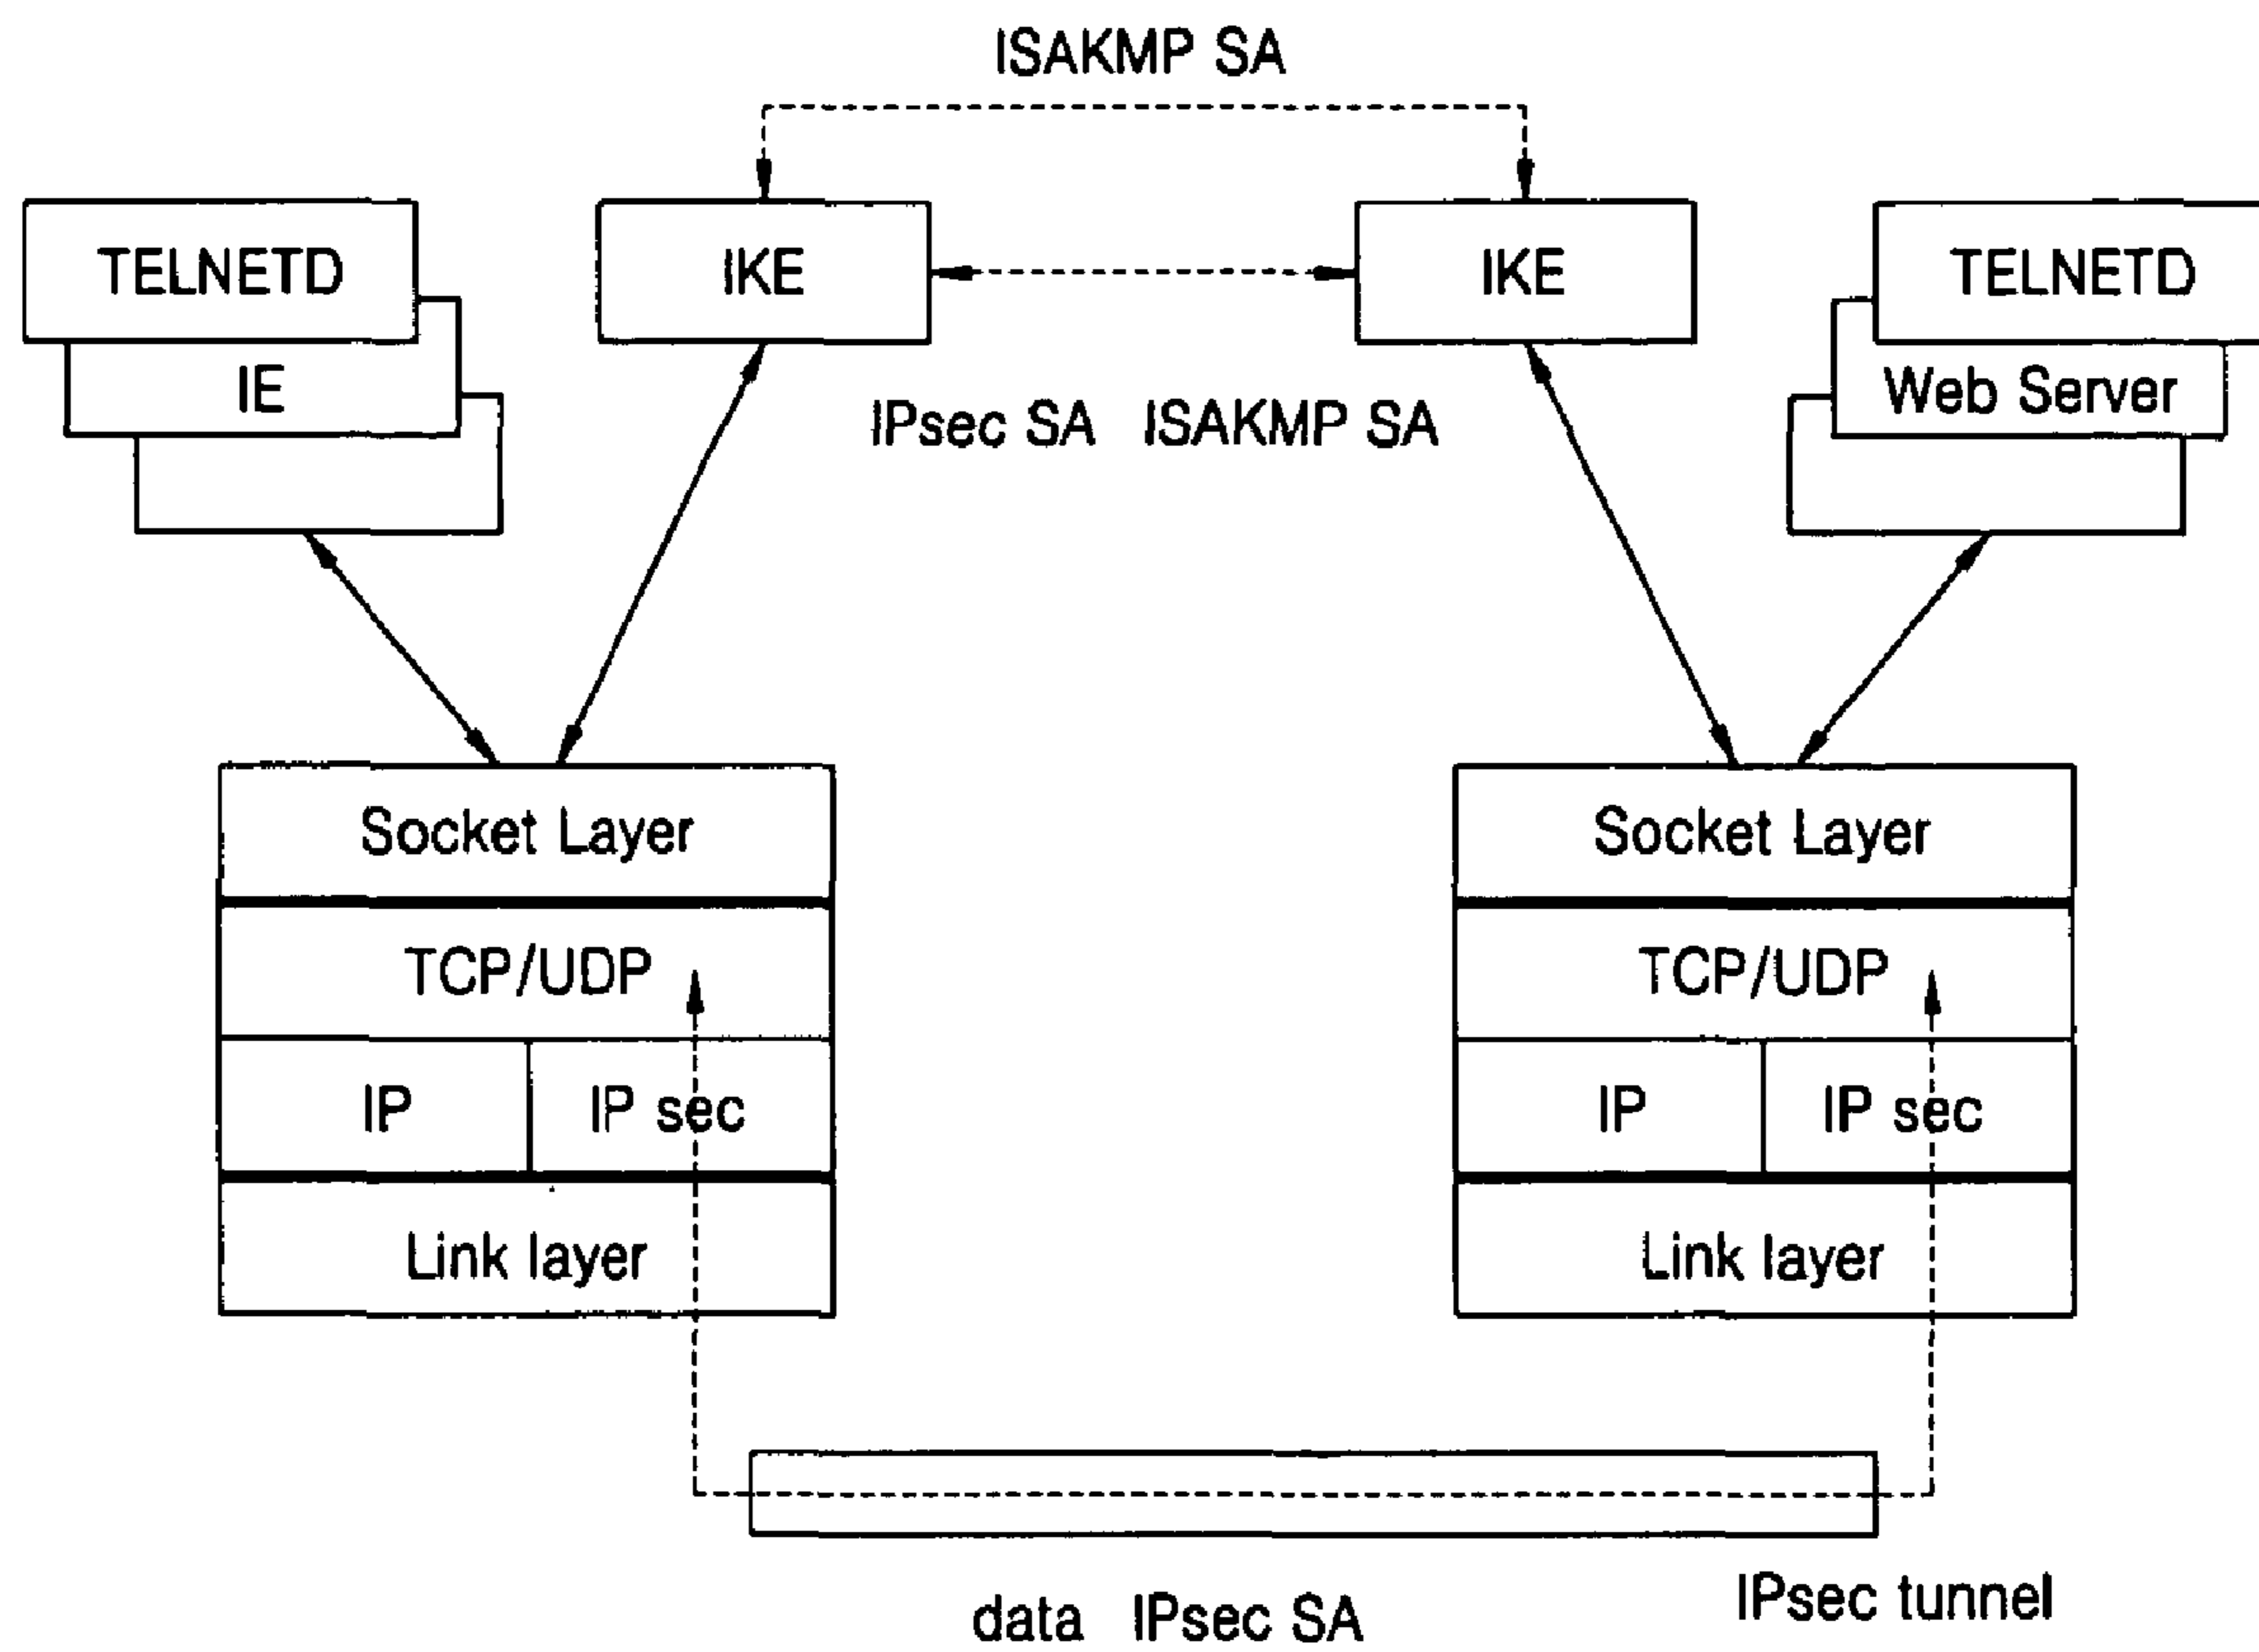 ISAKMP SA
TELNETD
IKE
IKE
TELNETD
IE
Web Server
IPsec SA ISAKMP SA
Socket Layer
Socket Layer
TCP/UDP
TCP/UDP
IP
IP sec
IP
IP sec
Link layer
Link layer
data IPsec SA
IPsec tunnel